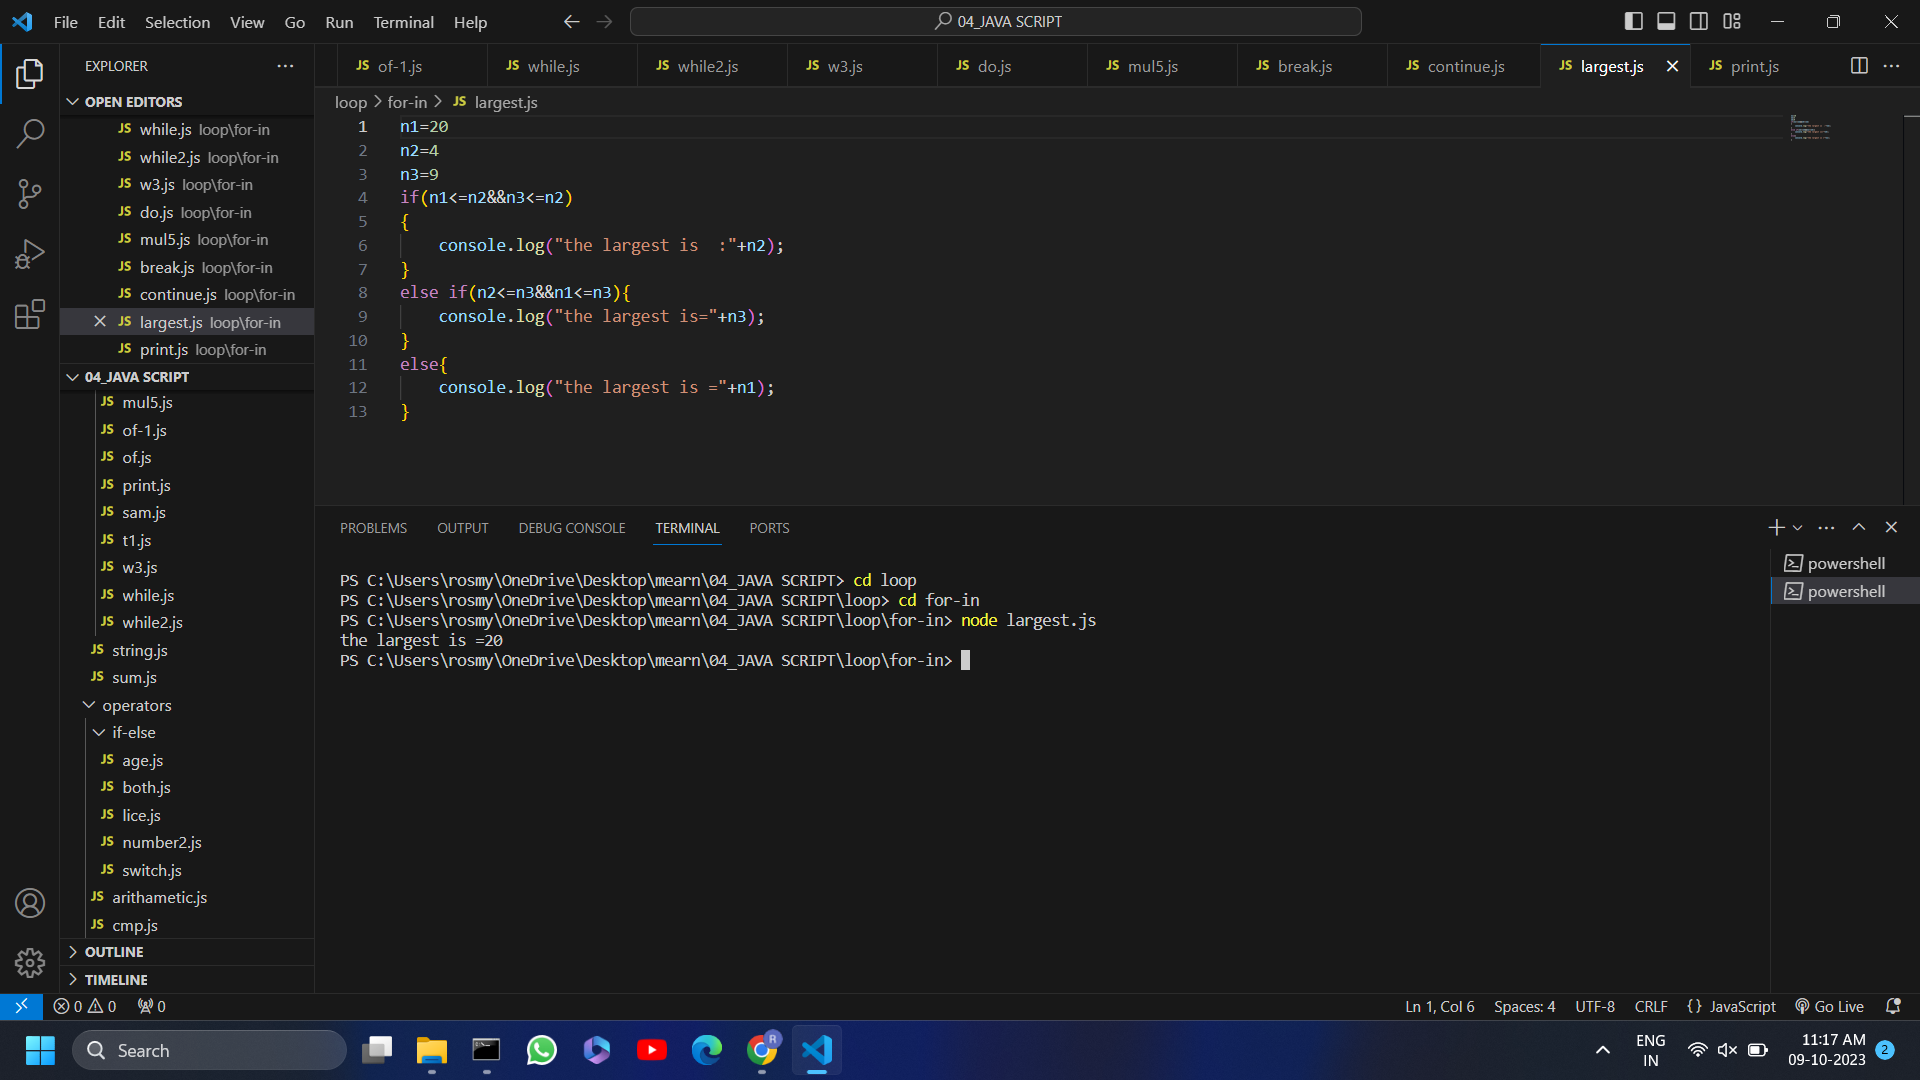 File Edit Selection View Go Run Terminal Help
04_JAVA SCRIPT
EXPLORER
OPEN EDITORS
JS while.js loop\for-in
JS while2.js loop\for-in
JS w3.js loop\for-in
JS do.js loop\for-in
JS mul5.js loop\for-in
JS break.js loop\for-in
JS continue.js loop\for-in
JS largest.js loop\for-in
JS print.js loop\for-in
04_JAVA SCRIPT
JS mul5.js
JS of-1.js
JS of.js
JS print.js
JS sam.js
JS t1.js
JS w3.js
JS while.js
JS while2.js
JS string.js
JS sum.js
operators
if-else
JS age.js
JS both.js
JS lice.js
JS number2.js
JS switch.js
JS arithametic.js
JS cmp.js
OUTLINE
TIMELINE
JS of-1.js JS while.js JS while2.js JS w3.js JS do.js JS mul5.js JS break.js JS continue.js JS largest.js JS print.js
loop > for-in > JS largest.js
1 n1=20
2 n2=4
3 n3=9
4 if(n1<=n2&&n3<=n2)
5 {
6     console.log("the largest is  :"+n2);
7 }
8 else if(n2<=n3&&n1<=n3){
9     console.log("the largest is="+n3);
10 }
11 else{
12     console.log("the largest is ="+n1);
13 }
PROBLEMS OUTPUT DEBUG CONSOLE TERMINAL PORTS
PS C:\Users\rosmy\OneDrive\Desktop\mearn\04_JAVA SCRIPT> cd loop
PS C:\Users\rosmy\OneDrive\Desktop\mearn\04_JAVA SCRIPT\loop> cd for-in
PS C:\Users\rosmy\OneDrive\Desktop\mearn\04_JAVA SCRIPT\loop\for-in> node largest.js
the largest is =20
PS C:\Users\rosmy\OneDrive\Desktop\mearn\04_JAVA SCRIPT\loop\for-in>
powershell
powershell
0 0 0
Ln 1, Col 6 Spaces: 4 UTF-8 CRLF {} JavaScript Go Live
Search
R
ENG
IN
11:17 AM
09-10-2023
2